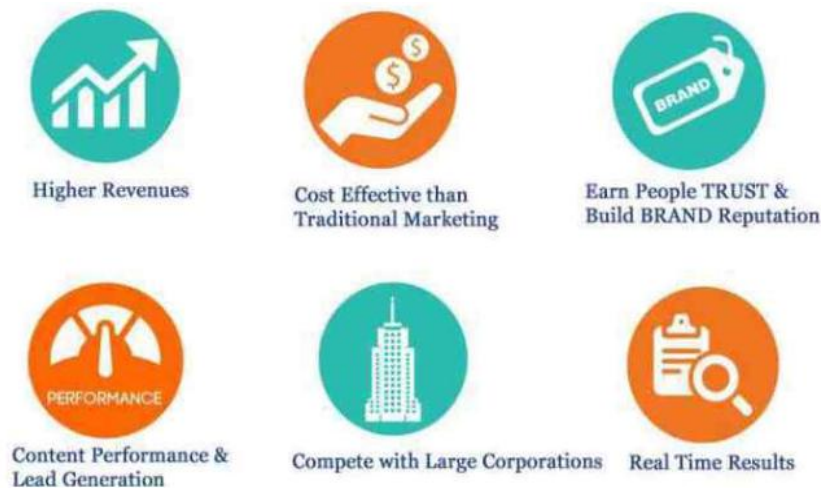 BRAND
Higher Revenues
Cost Effective than
Traditional Marketing
Earn People TRUST &
Build BRAND Reputation
PERFORMANCE
Content Performance &
Lead Generation
Compete with Large Corporations
Real Time Results